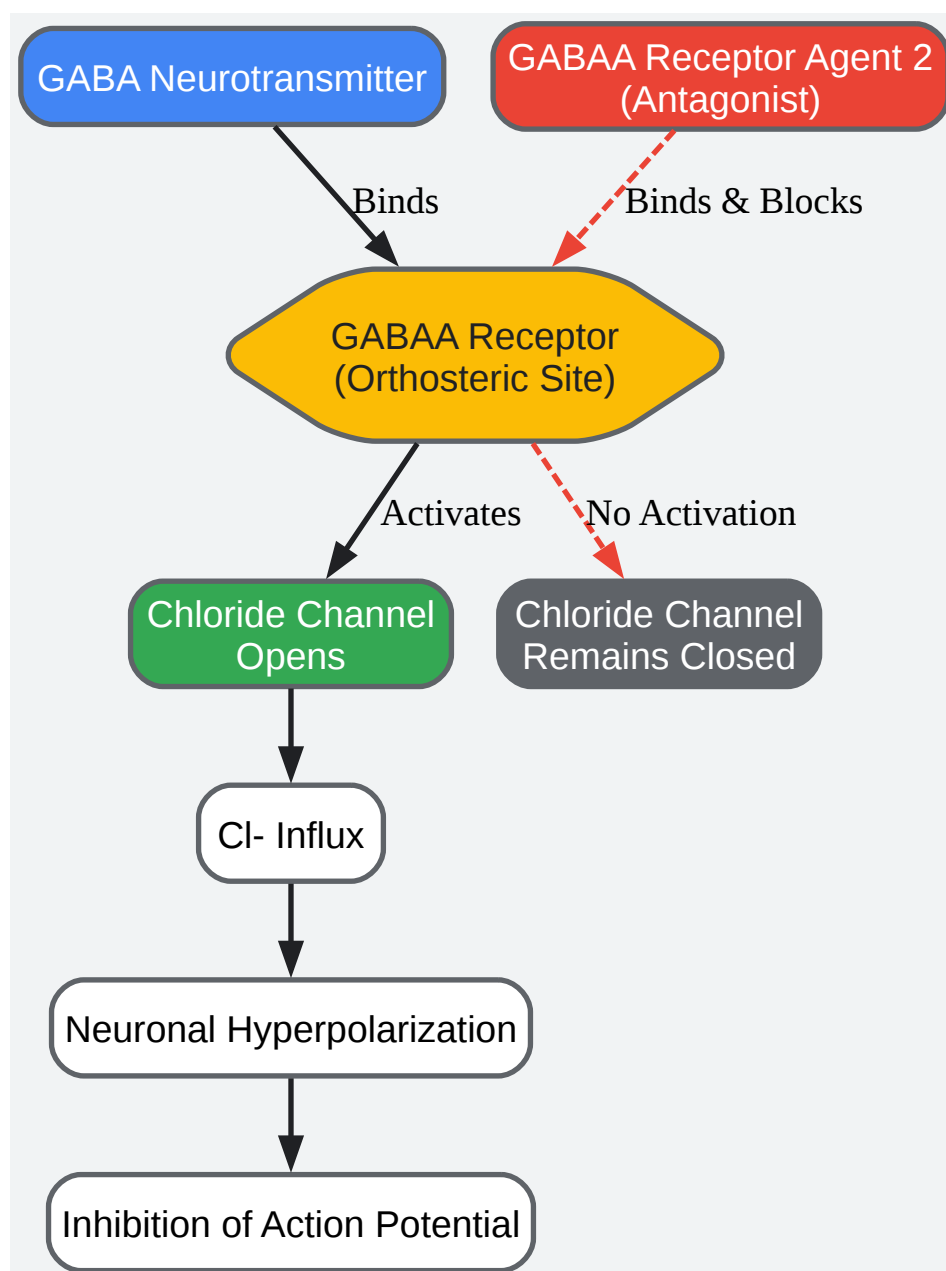 GABA Neurotransmitter
GABAA Receptor Agent 2
(Antagonist)
Binds
Binds & Blocks
GABAA Receptor
(Orthosteric Site)
Activates
No Activation
Chloride Channel
Opens
Chloride Channel
Remains Closed
Cl- Influx
Neuronal Hyperpolarization
Inhibition of Action Potential